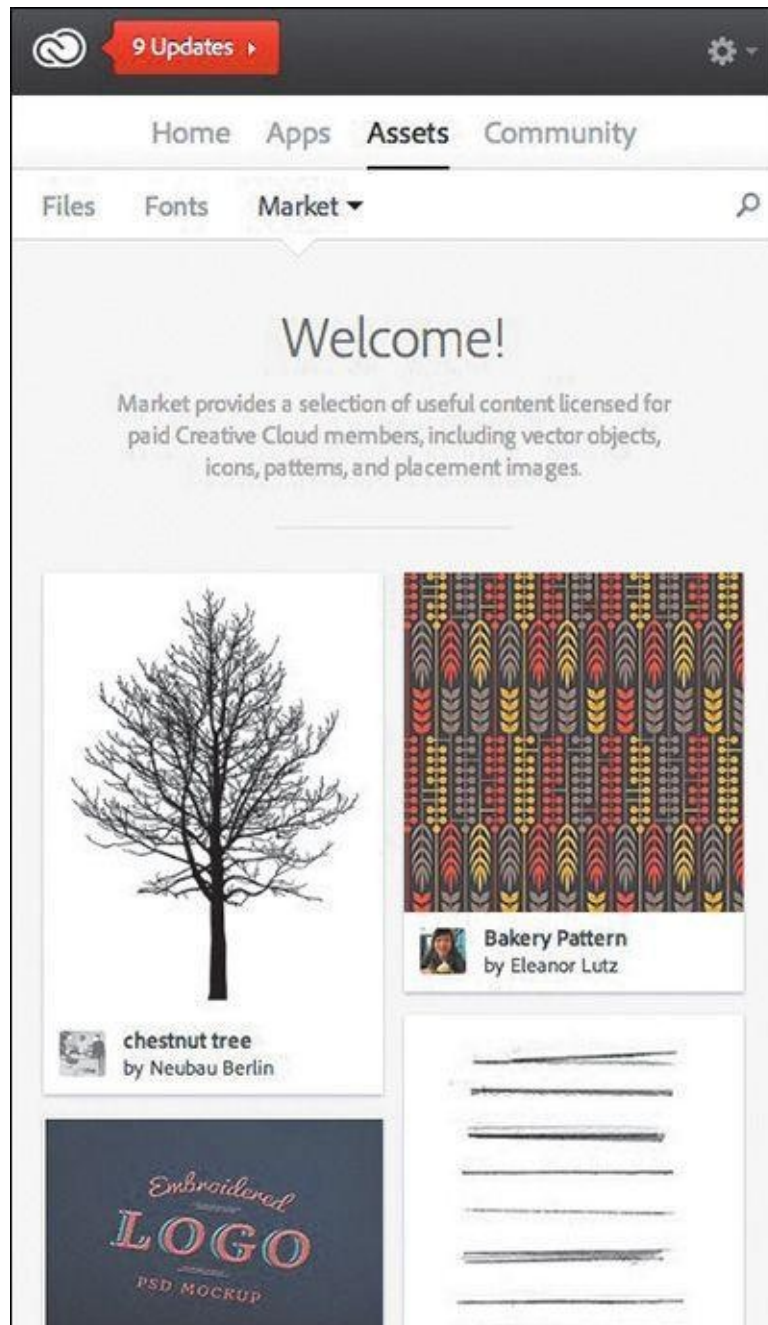 9 Updates
Home Apps Assets Community
Files Fonts Market
Welcome!
Market provides a selection of useful content licensed for
paid Creative Cloud members, including vector objects,
icons, patterns, and placement images.
chestnut tree
by Neubau Berlin
Bakery Pattern
by Eleanor Lutz
Embroidered
LOGO
PSD MOCKUP